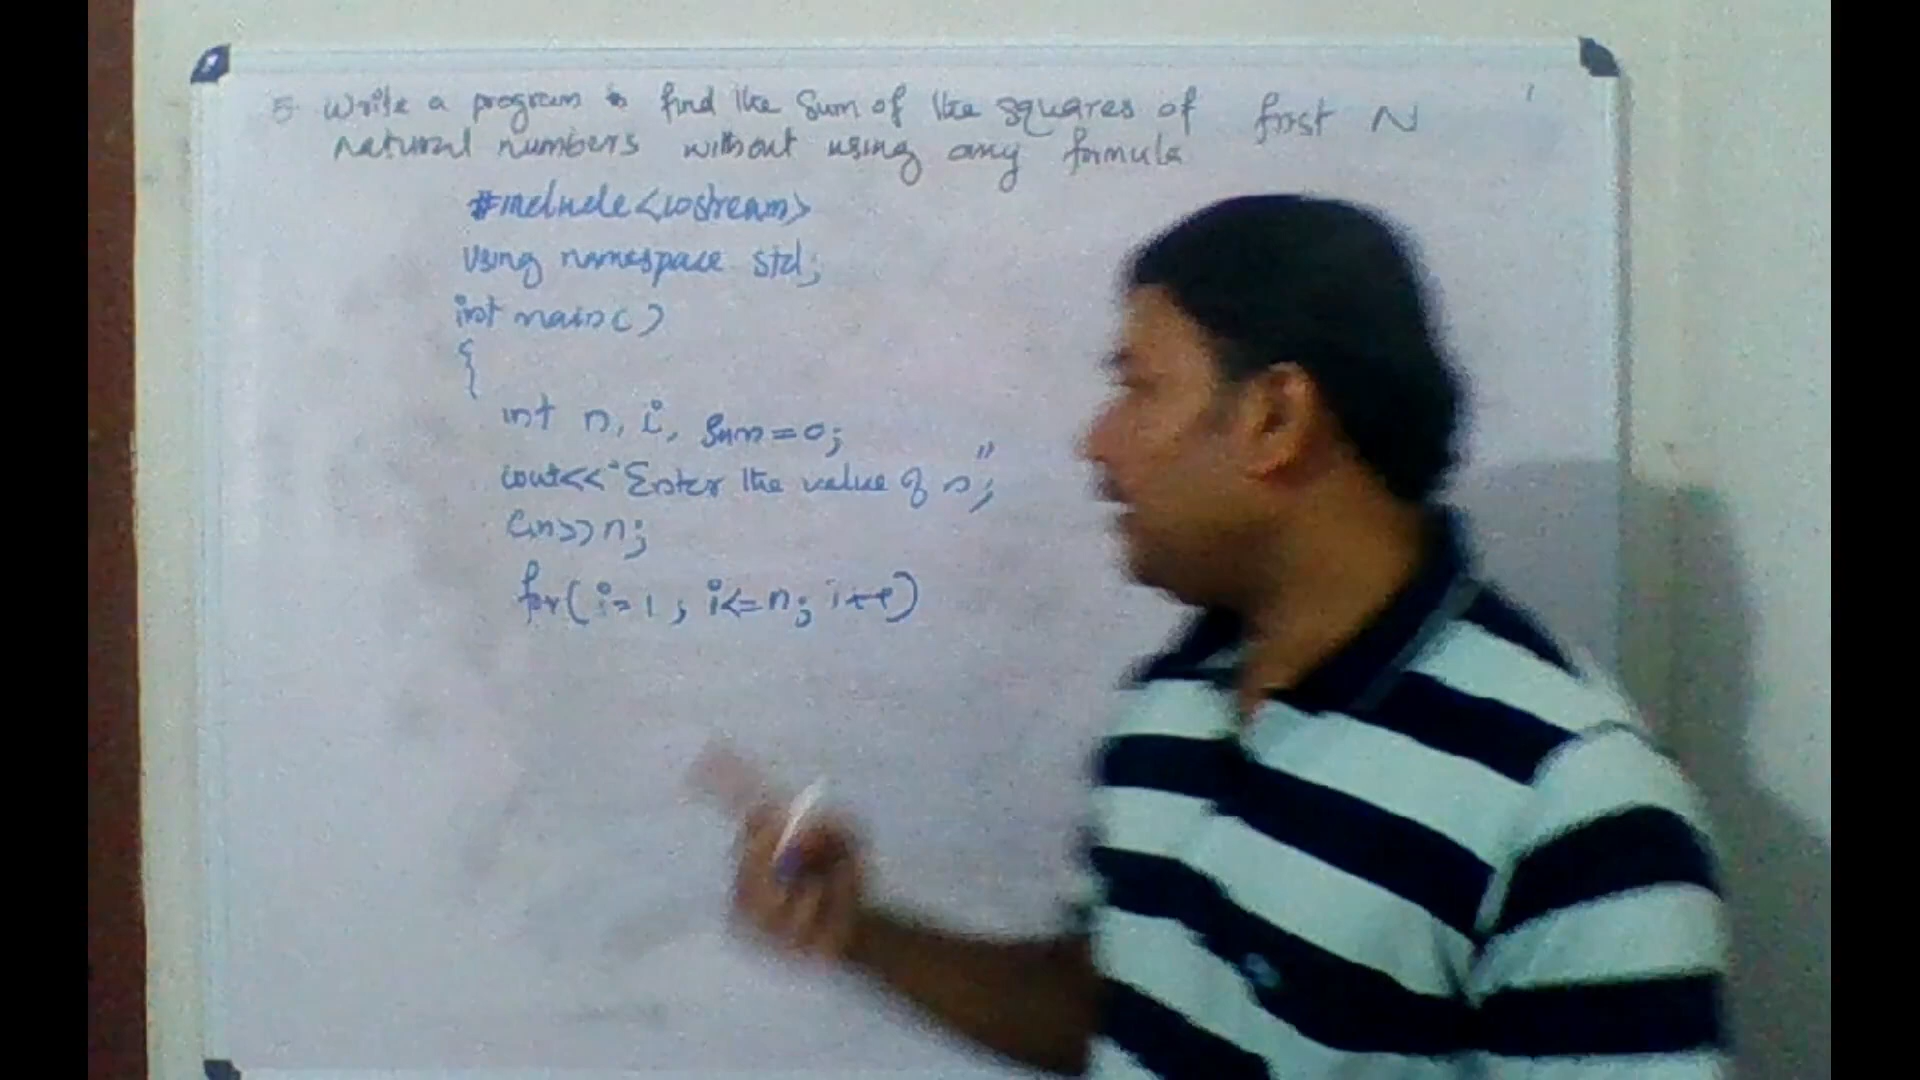 5. Write a program to find the Sum of the squares of first N
natural numbers without using any formula
#include<iostream>
Using namespace std;
int main()
{
int n, i, Sum=0;
cout<<"Enter the value of n";
cin>>n;
for(i=1; i<=n; i++)